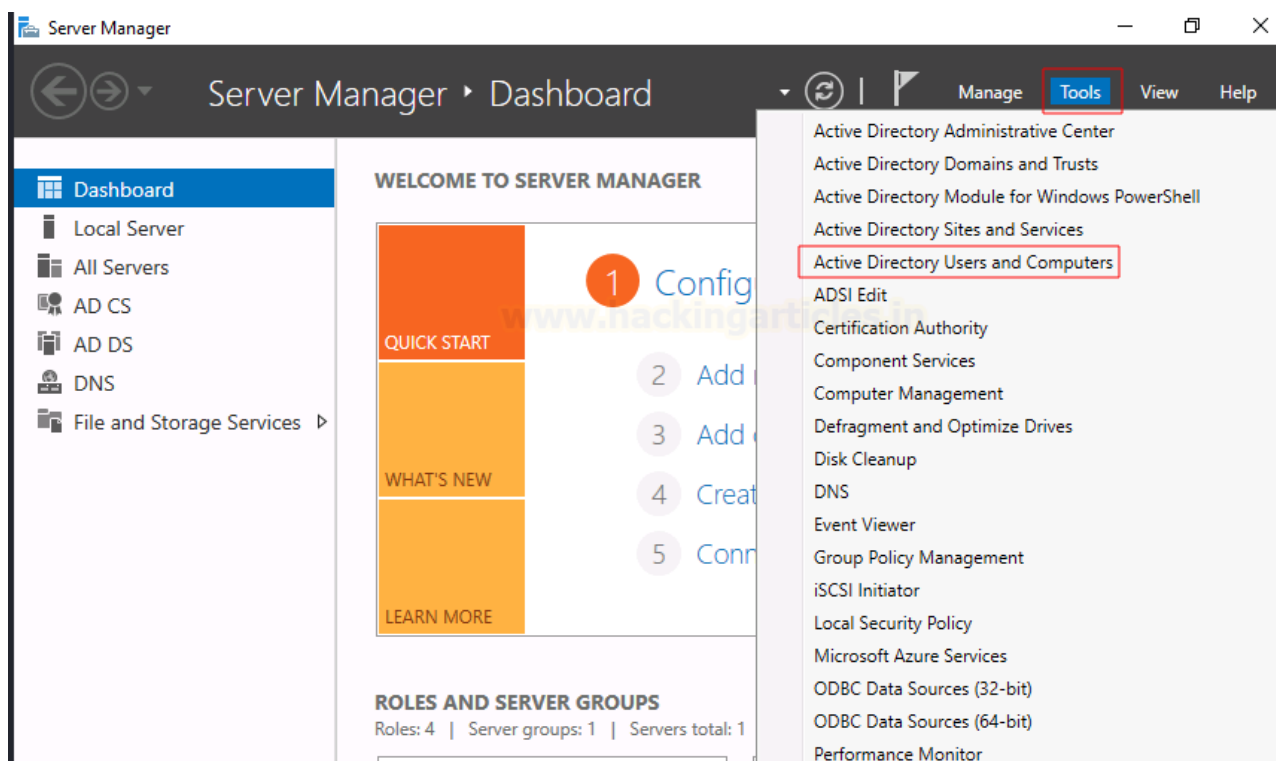 Server Manager
Server Manager ‣ Dashboard
Manage
Tools
View
Help
Dashboard
Local Server
All Servers
AD CS
AD DS
DNS
File and Storage Services
WELCOME TO SERVER MANAGER
QUICK START
WHAT'S NEW
LEARN MORE
1 Config
2 Add
3 Add
4 Creat
5 Conn
www.hackingarticles.in
ROLES AND SERVER GROUPS
Roles: 4 | Server groups: 1 | Servers total: 1
Active Directory Administrative Center
Active Directory Domains and Trusts
Active Directory Module for Windows PowerShell
Active Directory Sites and Services
Active Directory Users and Computers
ADSI Edit
Certification Authority
Component Services
Computer Management
Defragment and Optimize Drives
Disk Cleanup
DNS
Event Viewer
Group Policy Management
iSCSI Initiator
Local Security Policy
Microsoft Azure Services
ODBC Data Sources (32-bit)
ODBC Data Sources (64-bit)
Performance Monitor